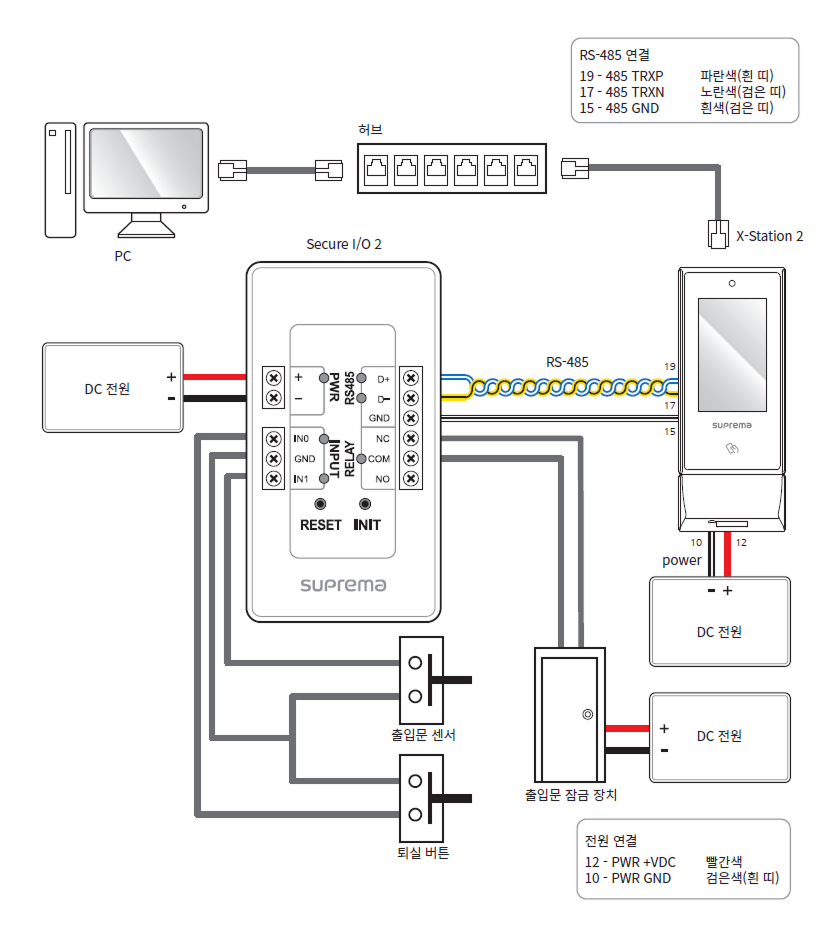 RS-485 연결
19 - 485 TRXP 파란색(흰 띠)
17 - 485 TRXN 노란색(검은 띠)
15 - 485 GND 흰색(검은 띠)
허브
PC
X-Station 2
Secure I/O 2
DC 전원
+
-
+
-
PWR
RS485
D+
D-
GND
IN0
GND
IN1
INPUT
RELAY
NC
COM
NO
RESET INIT
suprema
RS-485
19
17
15
suprema
10
12
power
- +
DC 전원
출입문 센서
퇴실 버튼
출입문 잠금 장치
+
-
DC 전원
전원 연결
12 - PWR +VDC 빨간색
10 - PWR GND 검은색(흰 띠)